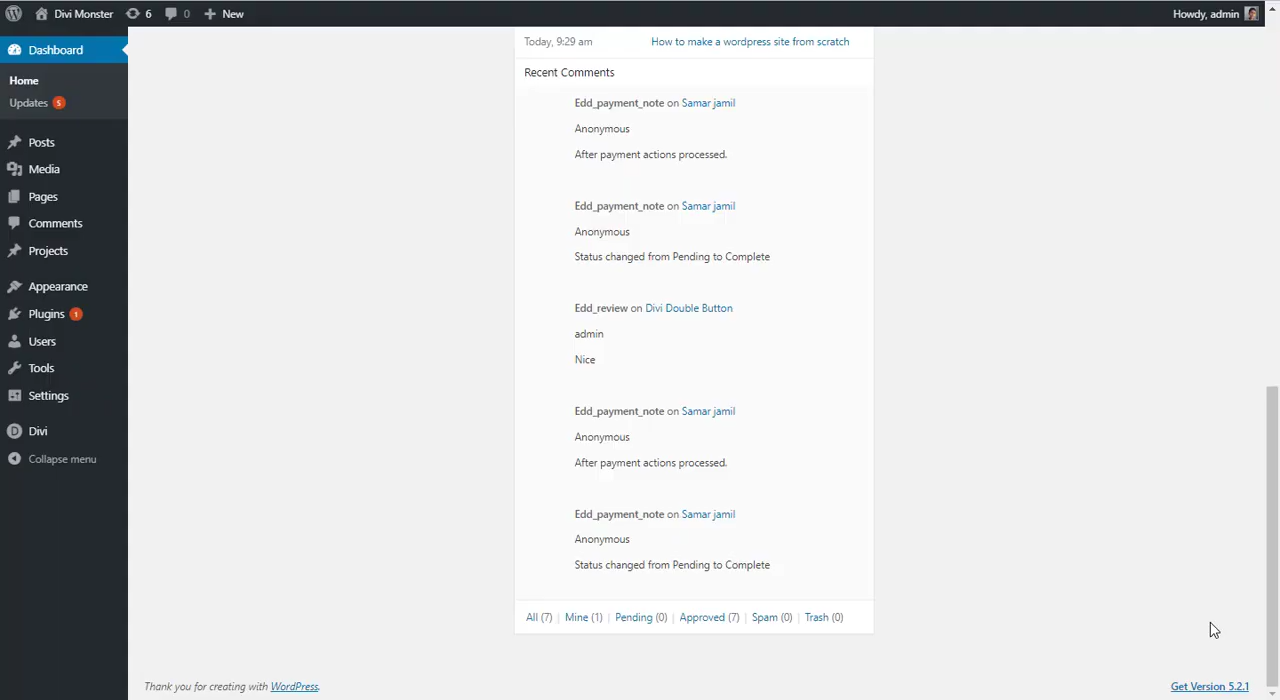 Divi Monster 6 0 New Howdy, admin
Dashboard
Home
Updates 5
Posts
Media
Pages
Comments
Projects
Appearance
Plugins 1
Users
Tools
Settings
Divi
Collapse menu
Today, 9:29 am How to make a wordpress site from scratch
Recent Comments
Edd_payment_note on Samar jamil
Anonymous
After payment actions processed.
Edd_payment_note on Samar jamil
Anonymous
Status changed from Pending to Complete
Edd_review on Divi Double Button
admin
Nice
Edd_payment_note on Samar jamil
Anonymous
After payment actions processed.
Edd_payment_note on Samar jamil
Anonymous
Status changed from Pending to Complete
All (7) | Mine (1) | Pending (0) | Approved (7) | Spam (0) | Trash (0)
Thank you for creating with WordPress. Get Version 5.2.1